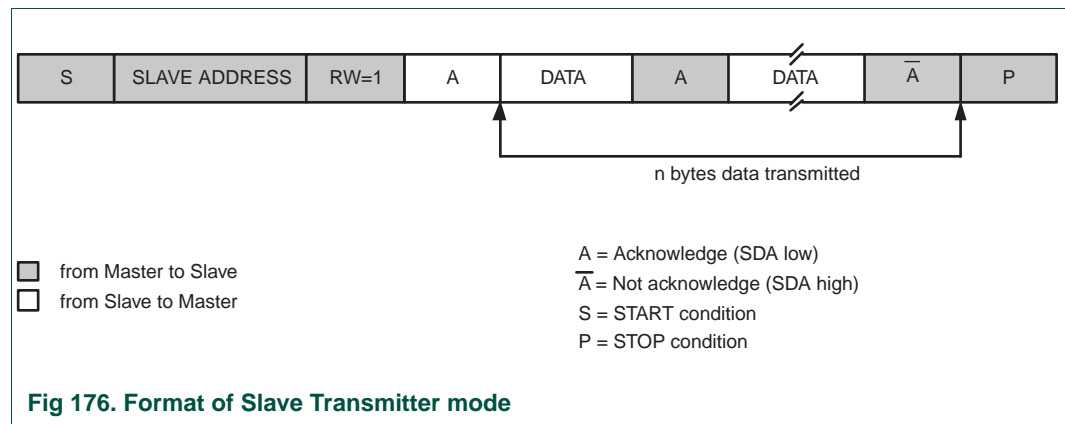 S SLAVE ADDRESS RW=1 A DATA A DATA A̅ P
n bytes data transmitted
from Master to Slave
from Slave to Master
A = Acknowledge (SDA low)
A̅ = Not acknowledge (SDA high)
S = START condition
P = STOP condition
Fig 176. Format of Slave Transmitter mode